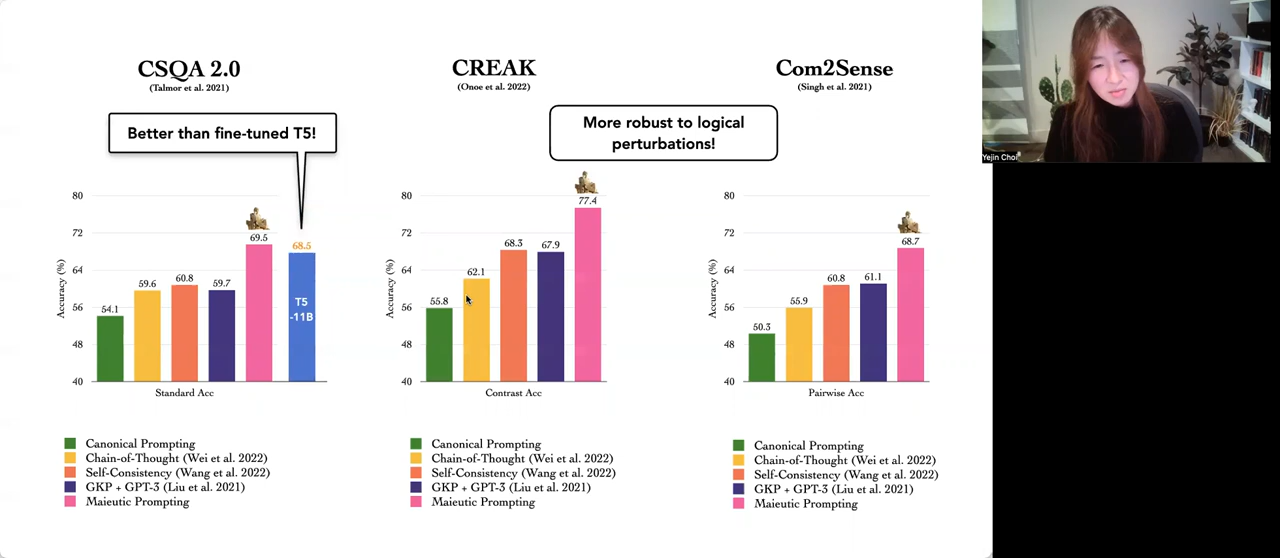 CSQA 2.0
(Talmor et al. 2021)
Better than fine-tuned T5!
80
72
64
56
48
40
Accuracy (%)
54.1
59.6
60.8
59.7
69.5
68.5
T5
-11B
Standard Acc
Canonical Prompting
Chain-of-Thought (Wei et al. 2022)
Self-Consistency (Wang et al. 2022)
GKP + GPT-3 (Liu et al. 2021)
Maieutic Prompting
CREAK
(Onoe et al. 2022)
More robust to logical
perturbations!
80
72
64
56
48
40
Accuracy (%)
55.8
62.1
68.3
67.9
77.4
Contrast Acc
Canonical Prompting
Chain-of-Thought (Wei et al. 2022)
Self-Consistency (Wang et al. 2022)
GKP + GPT-3 (Liu et al. 2021)
Maieutic Prompting
Com2Sense
(Singh et al. 2021)
80
72
64
56
48
40
Accuracy (%)
50.3
55.9
60.8
61.1
68.7
Pairwise Acc
Canonical Prompting
Chain-of-Thought (Wei et al. 2022)
Self-Consistency (Wang et al. 2022)
GKP + GPT-3 (Liu et al. 2021)
Maieutic Prompting
Yejin Choi